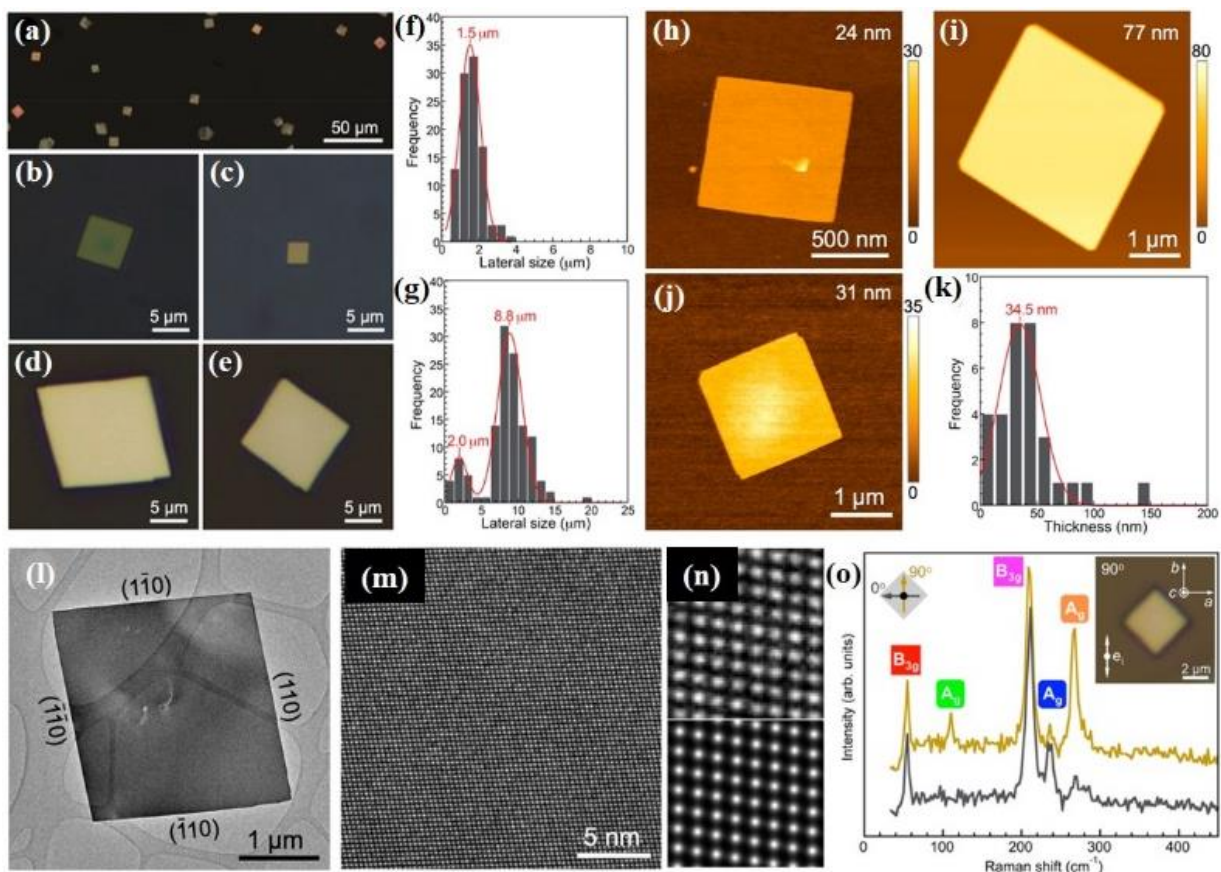 (a)
50 μm
(b)
5 μm
(c)
5 μm
(d)
5 μm
(e)
5 μm
(f)
40
35
30
25
20
15
10
5
0
1.5 μm
Frequency
0 2 4 6 8 10
Lateral size (μm)
(g)
40
35
30
25
20
15
10
5
0
8.8 μm
2.0 μm
Frequency
0 5 10 15 20 25
Lateral size (μm)
(h)
24 nm
500 nm
30
0
(i)
77 nm
1 μm
80
0
(j)
31 nm
1 μm
35
0
(k)
10
8
6
4
2
0
34.5 nm
Frequency
0 50 100 150 200
Thickness (nm)
(l)
(11̄0)
(1̄1̄0)
(110)
(1̄10)
1 μm
(m)
5 nm
(n)
(o)
90°
0°
B3g
Ag
B3g
Ag
Ag
90°
b
c
a
ei
2 μm
Intensity (arb. units)
0 100 200 300 400
Raman shift (cm⁻¹)